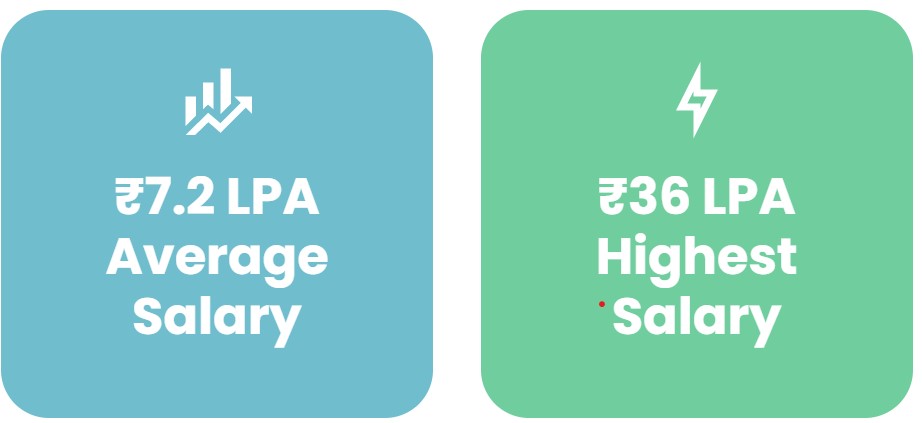 ₹7.2 LPA
Average
Salary
₹36 LPA
Highest
Salary